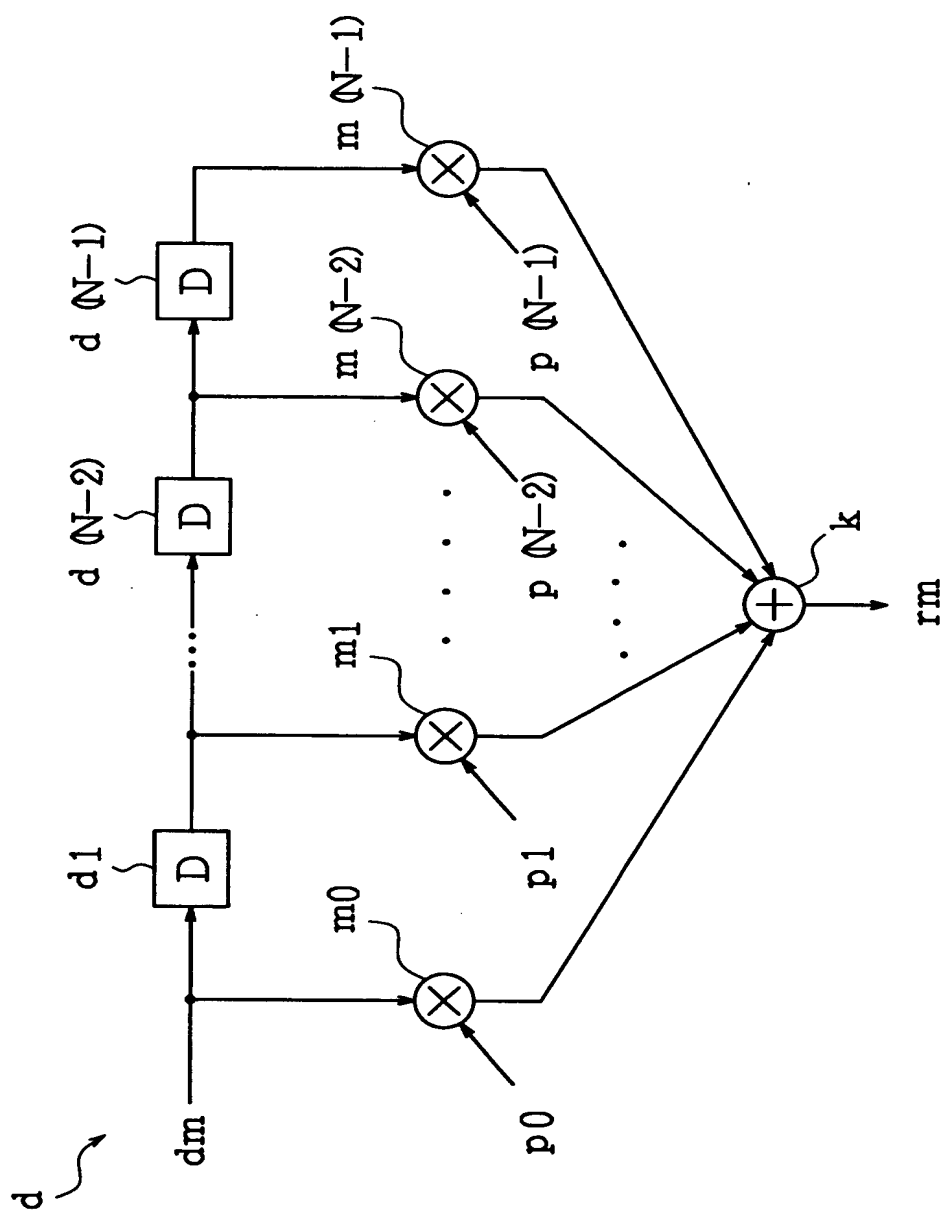 d
dm
d1
d (N-2)
d (N-1)
D
D
D
m0
m1
m (N-2)
m (N-1)
p0
p1
p (N-2)
p (N-1)
k
rm